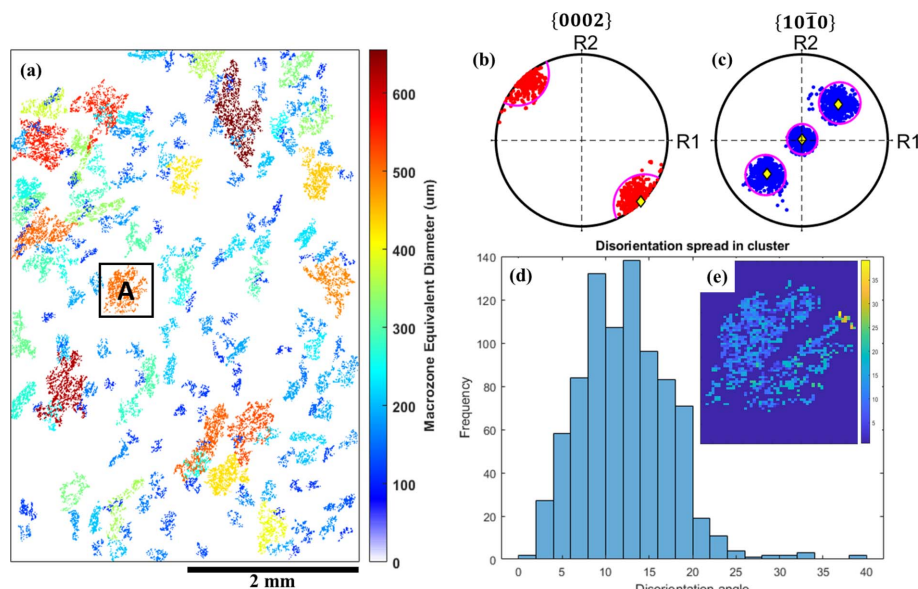 (a)
A
2 mm
Macrozone Equivalent Diameter (um)
600
500
400
300
200
100
0
{0002}
(b)
R2
R1
{101̅0}
(c)
R2
R1
Disorientation spread in cluster
(d)
Frequency
140
120
100
80
60
40
20
0
0 5 10 15 20 25 30 35 40
Disorientation angle
(e)
35
30
25
20
15
10
5